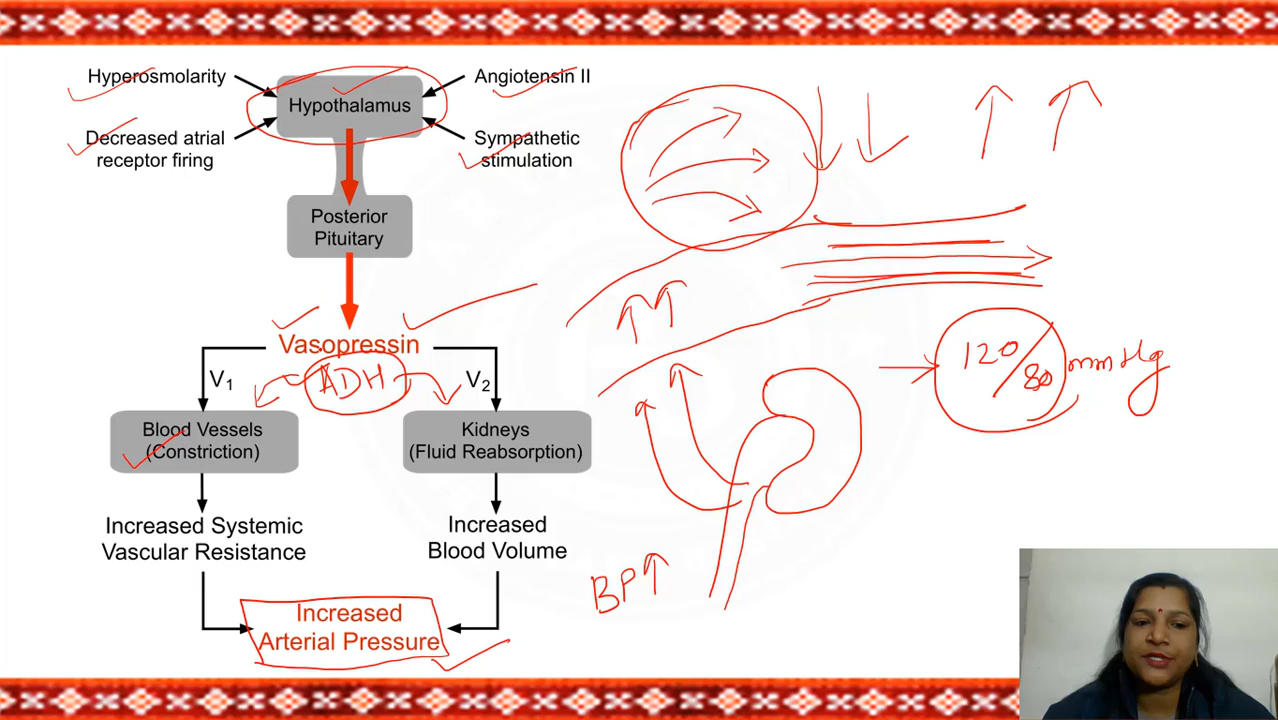 Hyperosmolarity
Angiotensin II
Hypothalamus
Decreased atrial
receptor firing
Sympathetic
stimulation
Posterior
Pituitary
Vasopressin
ADH
V1
V2
Blood Vessels
(Constriction)
Kidneys
(Fluid Reabsorption)
Increased Systemic
Vascular Resistance
Increased
Blood Volume
Increased
Arterial Pressure
120/80 mmHg
BP↑